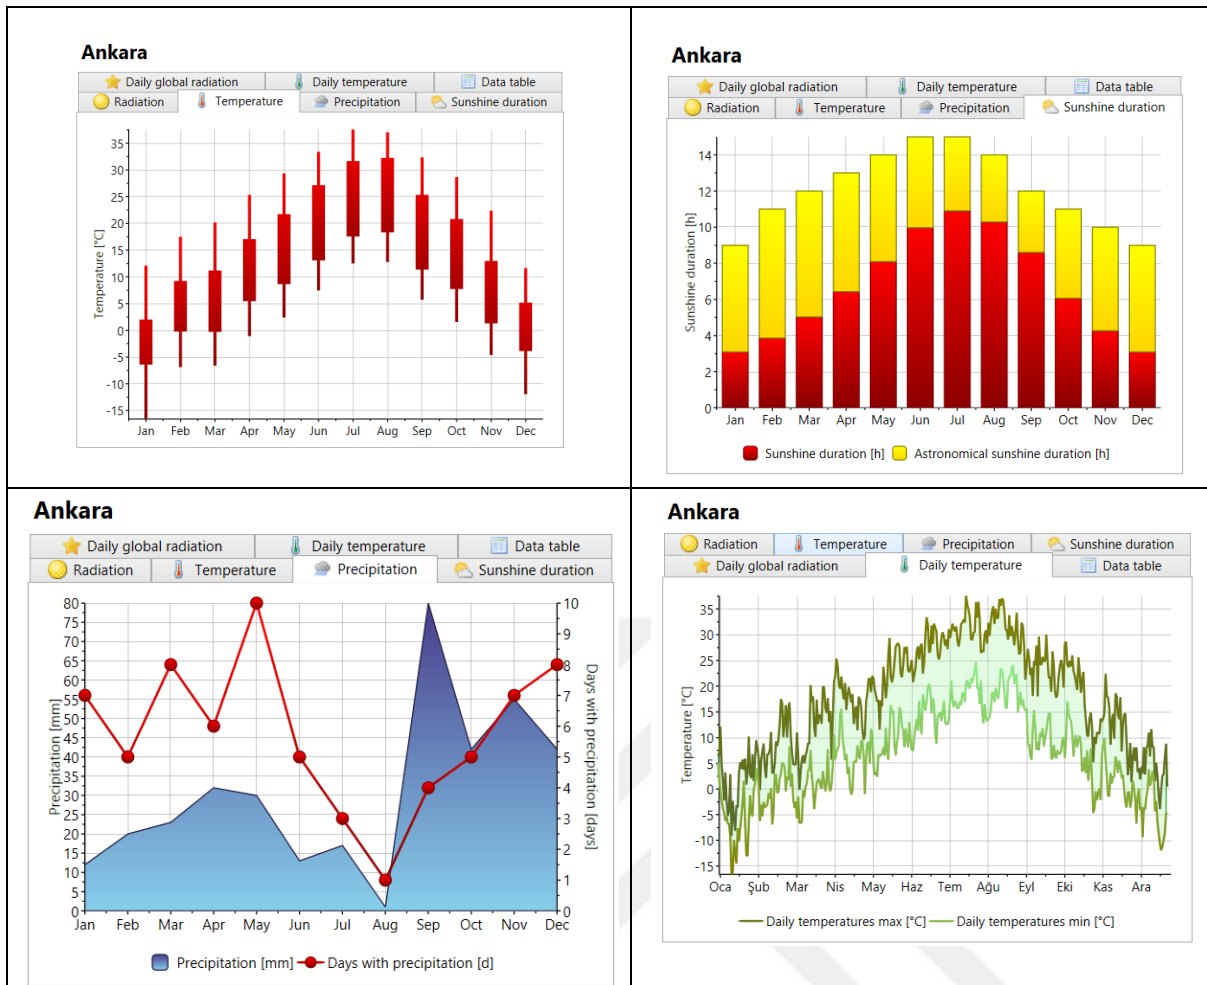 Ankara
Daily global radiation Daily temperature Data table
Radiation Temperature Precipitation Sunshine duration
Temperature [°C]
35
30
25
20
15
10
5
0
-5
-10
-15
Jan Feb Mar Apr May Jun Jul Aug Sep Oct Nov Dec
Ankara
Daily global radiation Daily temperature Data table
Radiation Temperature Precipitation Sunshine duration
Sunshine duration [h]
14
12
10
8
6
4
2
0
Jan Feb Mar Apr May Jun Jul Aug Sep Oct Nov Dec
Sunshine duration [h] Astronomical sunshine duration [h]
Ankara
Daily global radiation Daily temperature Data table
Radiation Temperature Precipitation Sunshine duration
Precipitation [mm]
80
75
70
65
60
55
50
45
40
35
30
25
20
15
10
5
0
10
9
8
7
6
5
4
3
2
1
0
Days with precipitation [days]
Jan Feb Mar Apr May Jun Jul Aug Sep Oct Nov Dec
Precipitation [mm] Days with precipitation [d]
Ankara
Radiation Temperature Precipitation Sunshine duration
Daily global radiation Daily temperature Data table
Temperature [°C]
35
30
25
20
15
10
5
0
-5
-10
-15
Oca Şub Mar Nis May Haz Tem Ağu Eyl Eki Kas Ara
Daily temperatures max [°C] Daily temperatures min [°C]